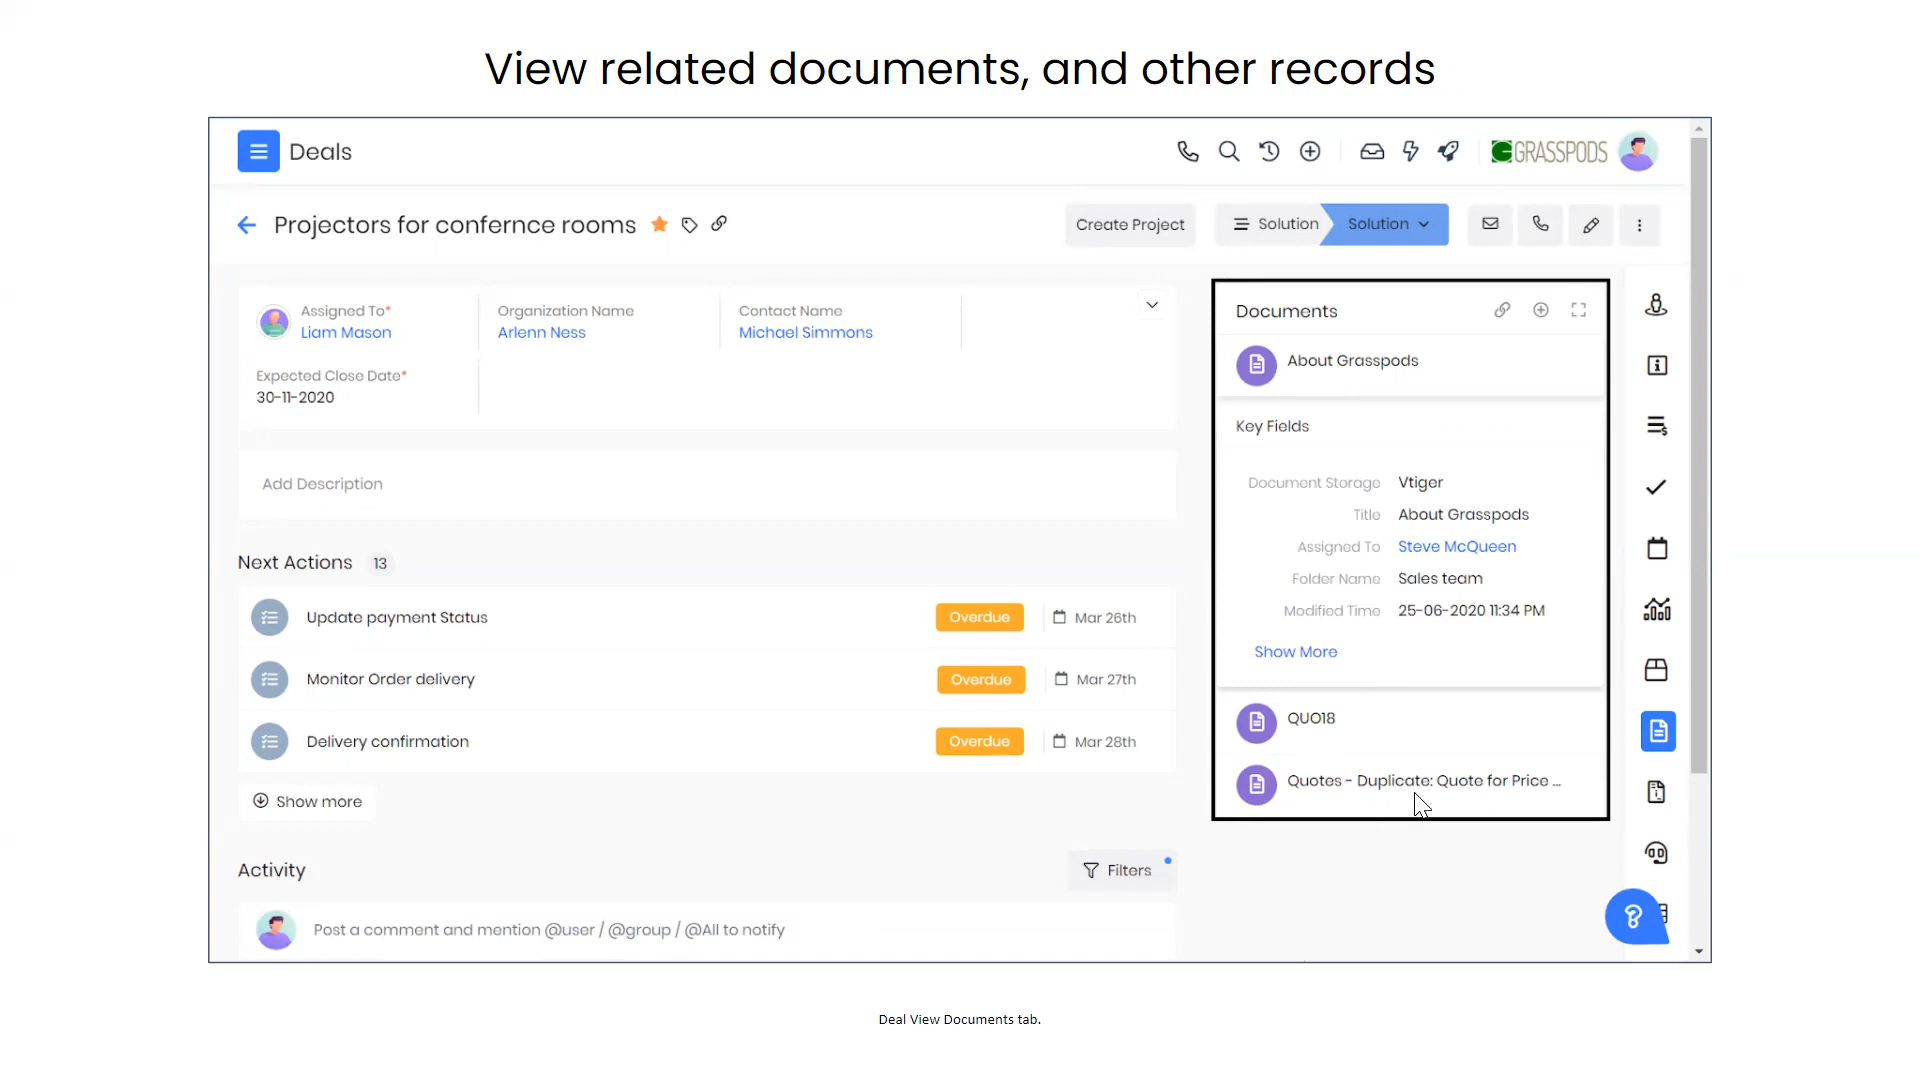 View related documents, and other records
Deals
GRASSPODS
Projectors for confernce rooms
Create Project
Solution
Solution
Assigned To*
Liam Mason
Organization Name
Arlenn Ness
Contact Name
Michael Simmons
Expected Close Date*
30-11-2020
Add Description
Next Actions 13
Update payment Status Overdue Mar 26th
Monitor Order delivery Overdue Mar 27th
Delivery confirmation Overdue Mar 28th
Show more
Activity
Filters
Post a comment and mention @user / @group / @All to notify
Documents
About Grasspods
Key Fields
Document Storage Vtiger
Title About Grasspods
Assigned To Steve McQueen
Folder Name Sales team
Modified Time 25-06-2020 11:34 PM
Show More
QUO18
Quotes - Duplicate: Quote for Price ...
?
Deal View Documents tab.